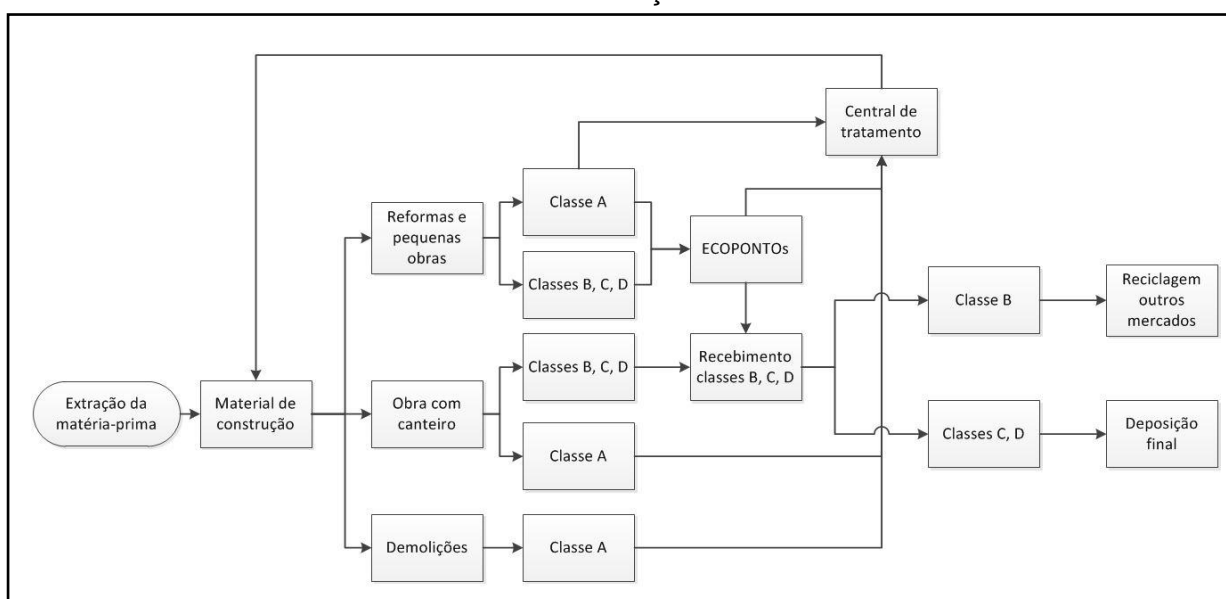 Central de
tratamento
Classe A
Reformas e
pequenas
obras
ECOPONTOs
Classes B, C, D
Classe B
Reciclagem
outros
mercados
Classes B, C, D
Recebimento
classes B, C, D
Extração da
matéria-prima
Material de
construção
Obra com
canteiro
Classes C, D
Deposição
final
Classe A
Demolições
Classe A